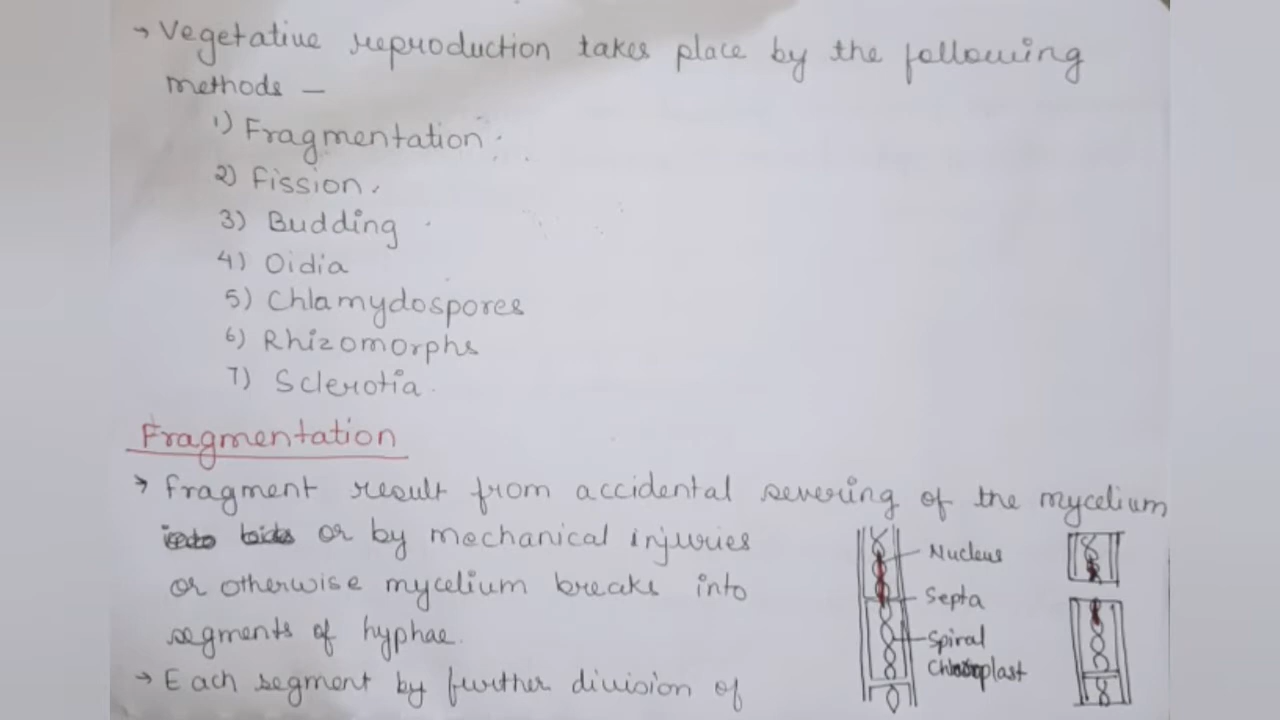 → Vegetative reproduction takes place by the following
methods —
1) Fragmentation.
2) Fission.
3) Budding
4) Oidia
5) Chlamydospores
6) Rhizomorphs
7) Sclerotia.
Fragmentation
→ Fragment result from accidental severing of the mycelium
or by mechanical injuries
or otherwise mycelium breaks into
segments of hyphae.
→ Each segment by further division of
Nucleus
Septa
Spiral
Chloroplast